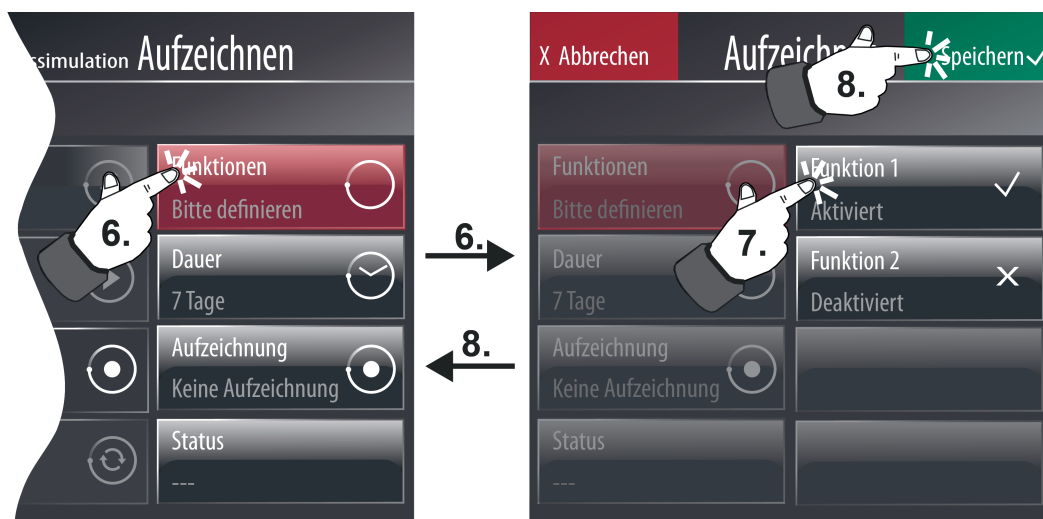 ssimulation Aufzeichnen
Funktionen
Bitte definieren
6.
Dauer
7 Tage
Aufzeichnung
Keine Aufzeichnung
Status
---
6.
8.
X Abbrechen
Speichern
8.
Funktionen
Bitte definieren
Dauer
7 Tage
Aufzeichnung
Keine Aufzeichnung
Status
---
Funktion 1
Aktiviert
7.
Funktion 2
Deaktiviert